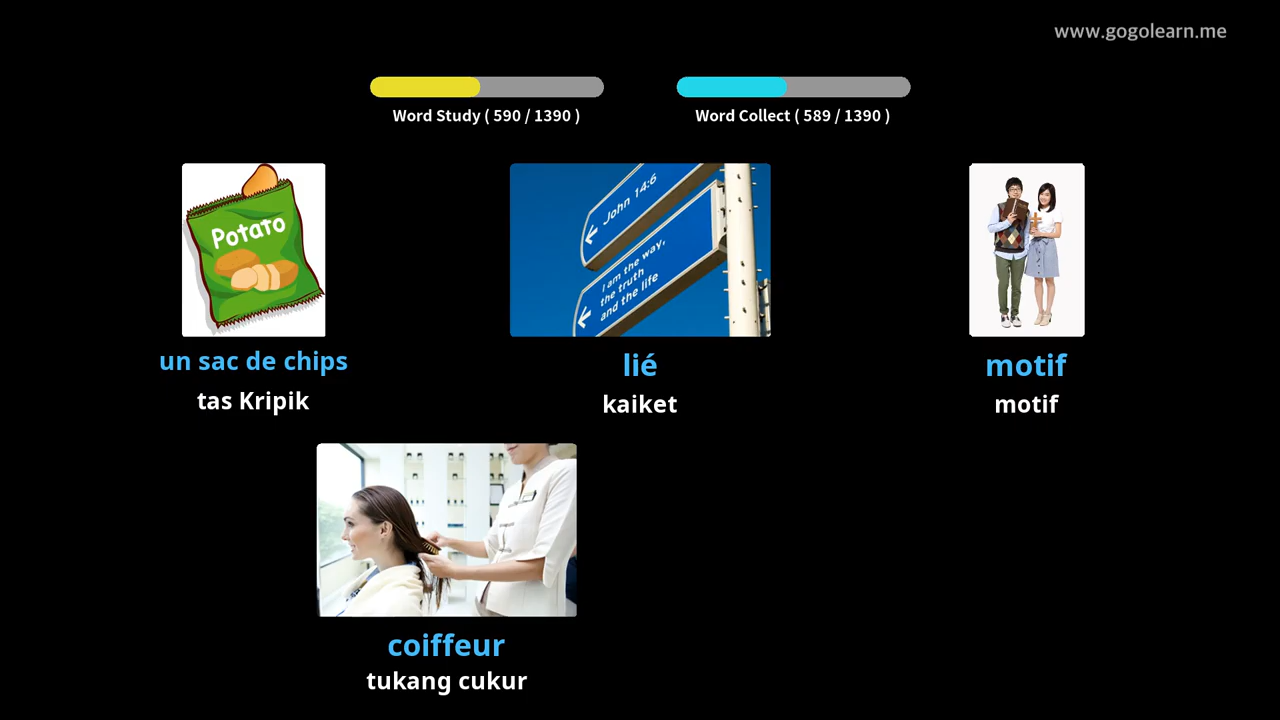 www.gogolearn.me
Word Study ( 590 / 1390 )
Word Collect ( 589 / 1390 )
Potato
John 14:6
I am the way,
the truth
and the life
un sac de chips
tas Kripik
lié
kaiket
motif
motif
coiffeur
tukang cukur